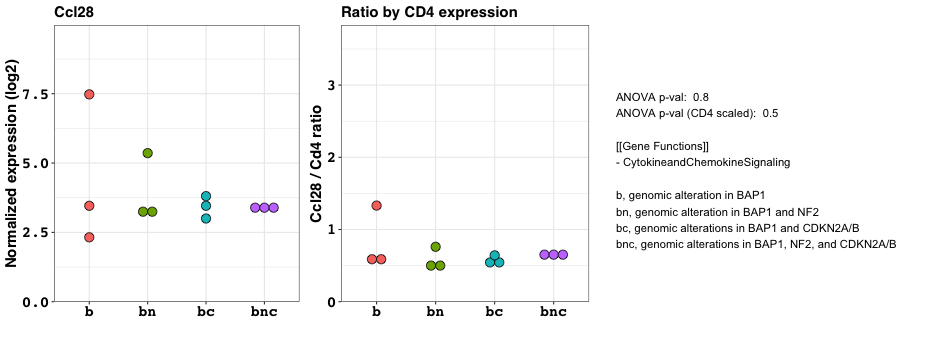 Ccl28
Normalized expression (log2)
7.5
5.0
2.5
0.0
b bn bc bnc
Ratio by CD4 expression
Ccl28 / Cd4 ratio
3
2
1
0
b bn bc bnc
ANOVA p-val: 0.8
ANOVA p-val (CD4 scaled): 0.5
[[Gene Functions]]
- CytokineandChemokineSignaling
b, genomic alteration in BAP1
bn, genomic alteration in BAP1 and NF2
bc, genomic alterations in BAP1 and CDKN2A/B
bnc, genomic alterations in BAP1, NF2, and CDKN2A/B